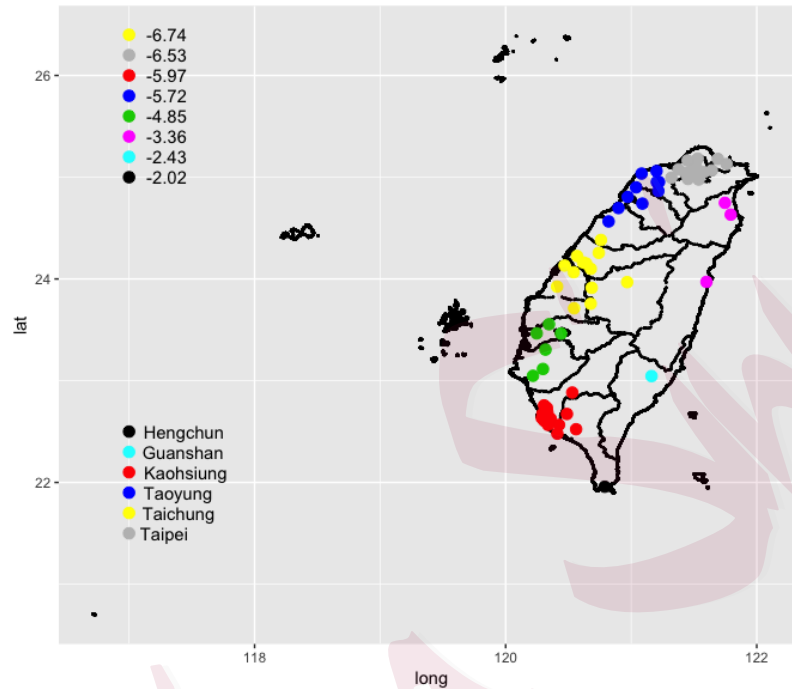 -6.74
-6.53
-5.97
-5.72
-4.85
-3.36
-2.43
-2.02
26
24
22
lat
Hengchun
Guanshan
Kaohsiung
Taoyung
Taichung
Taipei
118
120
122
long